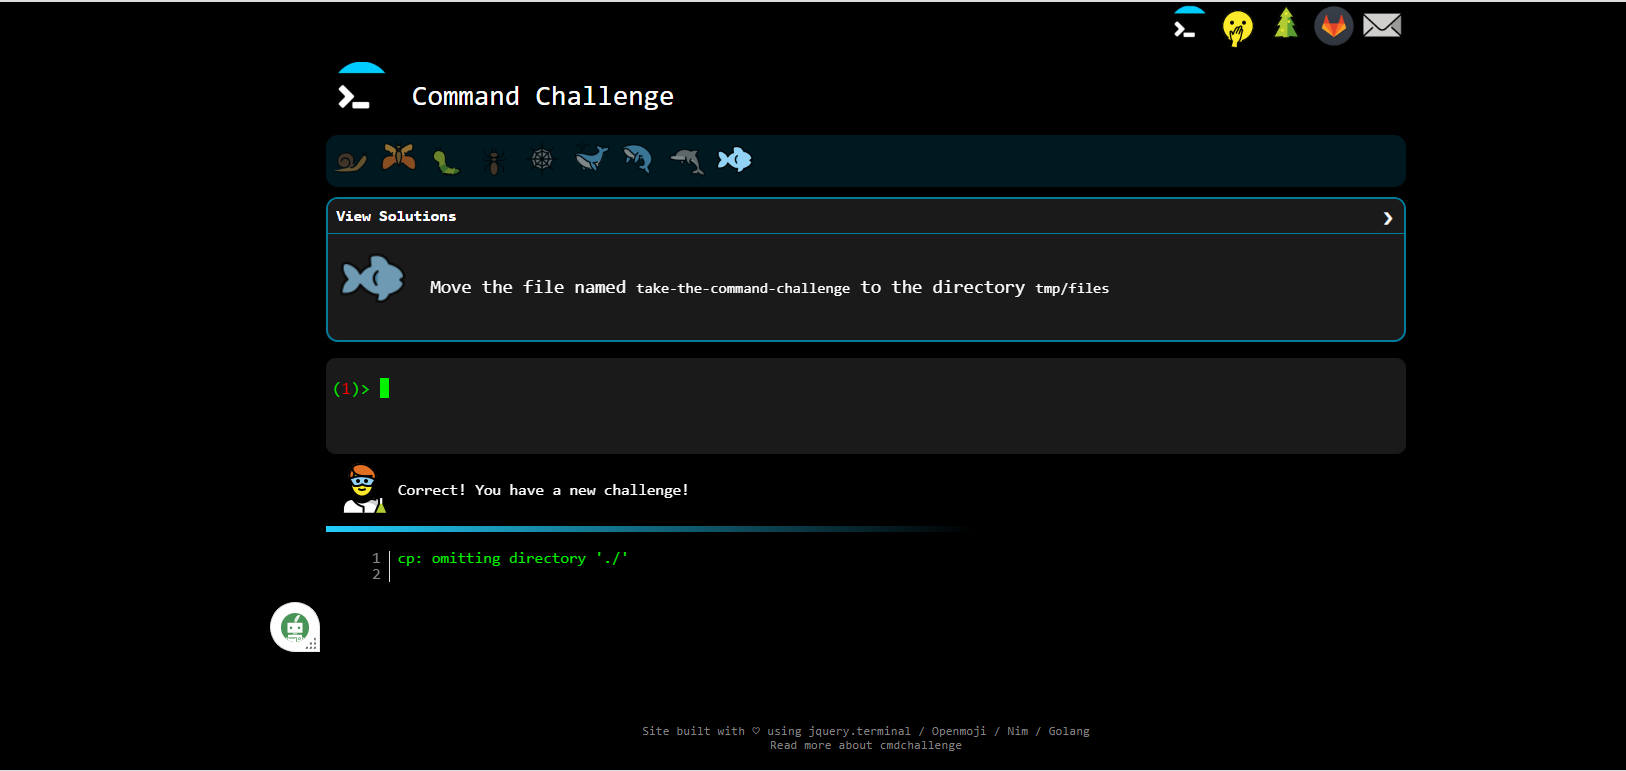 Command Challenge
View Solutions
Move the file named take-the-command-challenge to the directory tmp/files
(1)>
Correct! You have a new challenge!
1 cp: omitting directory './'
2
Site built with ♡ using jquery.terminal / Openmoji / Nim / Golang
Read more about cmdchallenge